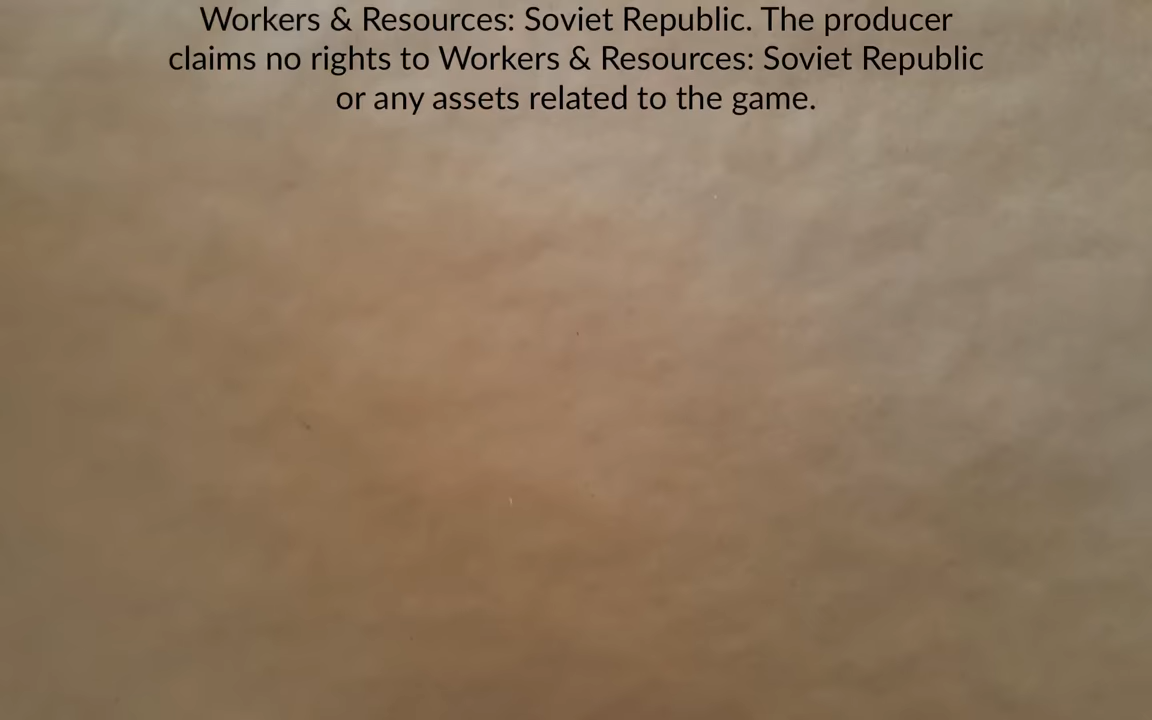 Workers & Resources: Soviet Republic. The producer
claims no rights to Workers & Resources: Soviet Republic
or any assets related to the game.